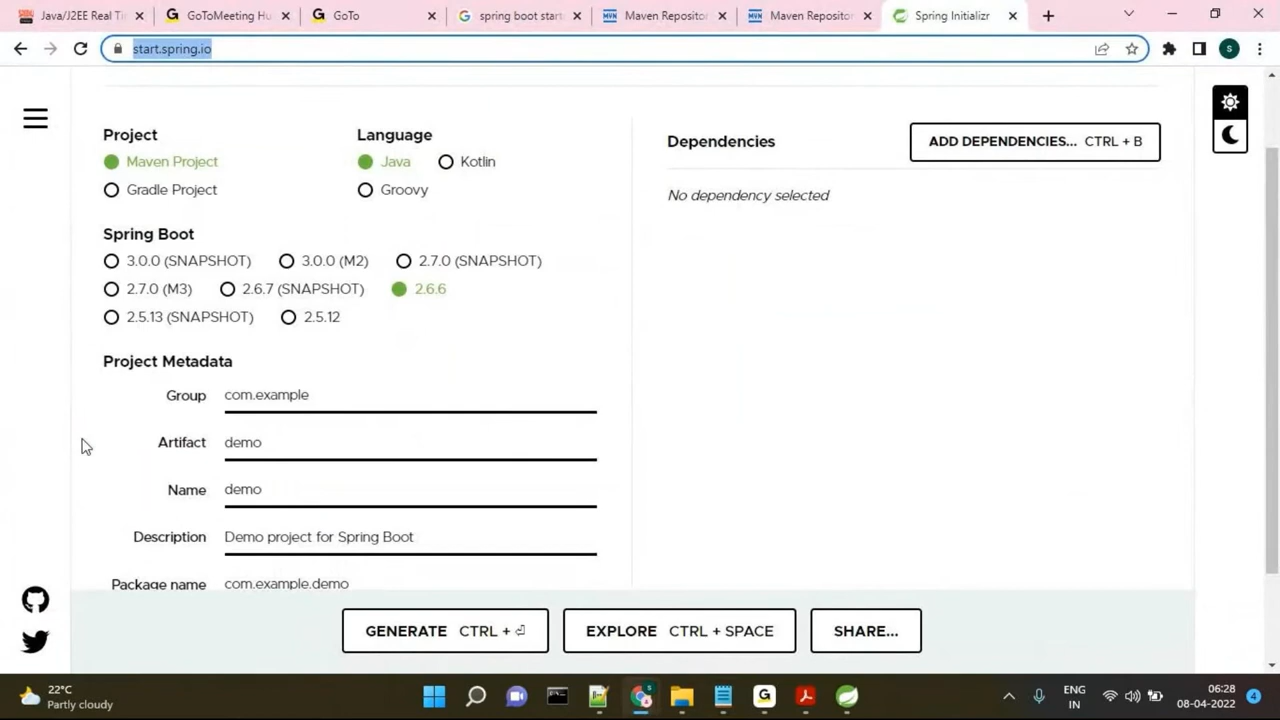 Java/J2EE Real Ti
GoToMeeting Hu
GoTo
spring boot start
Maven Repositor
Maven Repositor
Spring Initializr
start.spring.io
S
Project
Language
Dependencies
ADD DEPENDENCIES... CTRL + B
Maven Project
Java
Kotlin
Gradle Project
Groovy
No dependency selected
Spring Boot
3.0.0 (SNAPSHOT)
3.0.0 (M2)
2.7.0 (SNAPSHOT)
2.7.0 (M3)
2.6.7 (SNAPSHOT)
2.6.6
2.5.13 (SNAPSHOT)
2.5.12
Project Metadata
Group com.example
Artifact demo
Name demo
Description Demo project for Spring Boot
Package name com.example.demo
GENERATE CTRL + ⏎
EXPLORE CTRL + SPACE
SHARE...
22°C
Partly cloudy
ENG
IN
06:28
08-04-2022
4